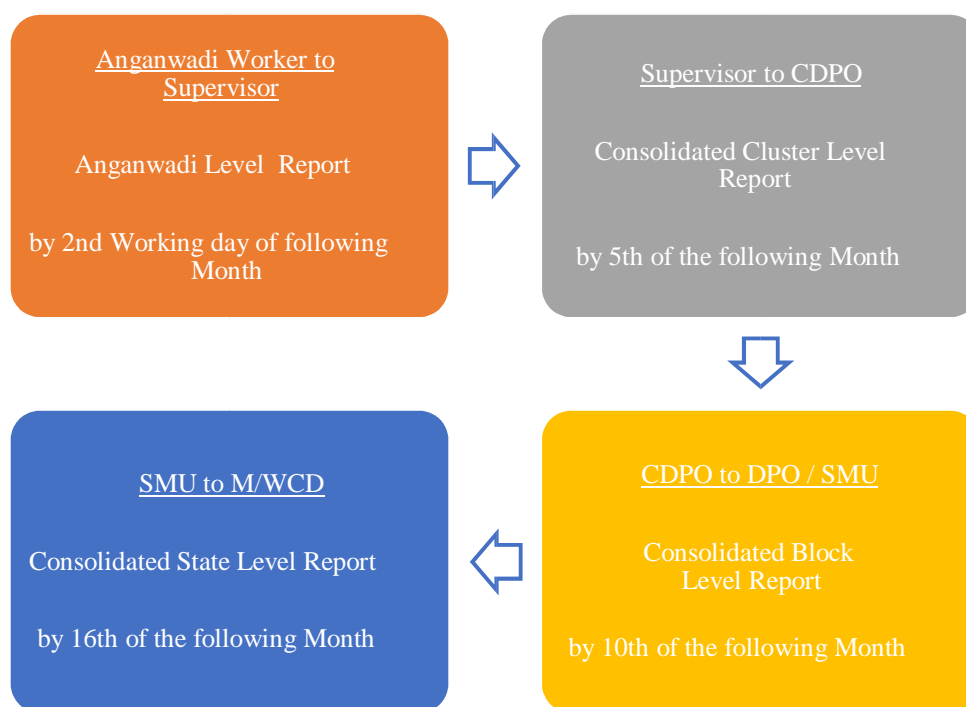 Anganwadi Worker to
Supervisor
Anganwadi Level Report
by 2nd Working day of following
Month
Supervisor to CDPO
Consolidated Cluster Level
Report
by 5th of the following Month
CDPO to DPO / SMU
Consolidated Block
Level Report
by 10th of the following Month
SMU to M/WCD
Consolidated State Level Report
by 16th of the following Month